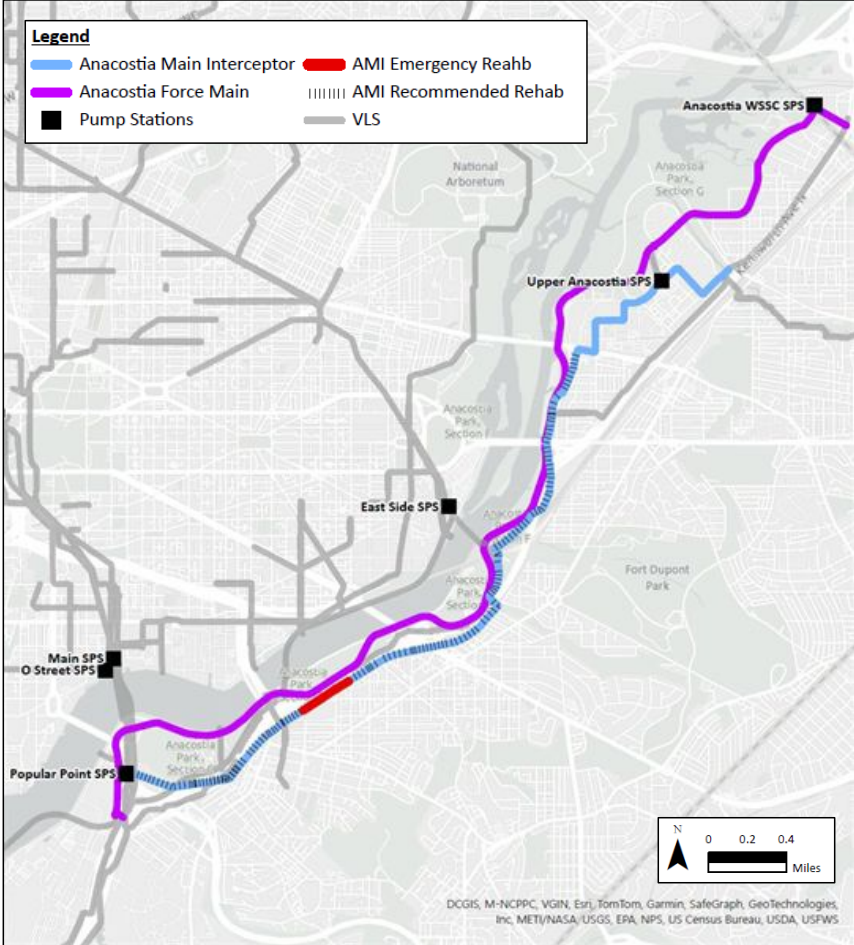 Legend
Anacostia Main Interceptor
AMI Emergency Reahb
Anacostia Force Main
AMI Recommended Rehab
Pump Stations
VLS
Anacostia WSSC SPS
National
Arboretum
Anacostia
Park,
Section G
Kenilworth Ave N
Upper Anacostia SPS
Anacostia
Park,
Section
East Side SPS
Fort Dupont
Park
Park
Section
Main SPS
O Street SPS
Anacostia
Park
Anacostia
Park,
Section
Popular Point SPS
N
0 0.2 0.4
Miles
DCGIS, M-NCPPC, VGIN, Esri, TomTom, Garmin, SafeGraph, GeoTechnologies,
Inc, METI/NASA, USGS, EPA, NPS, US Census Bureau, USDA, USFWS